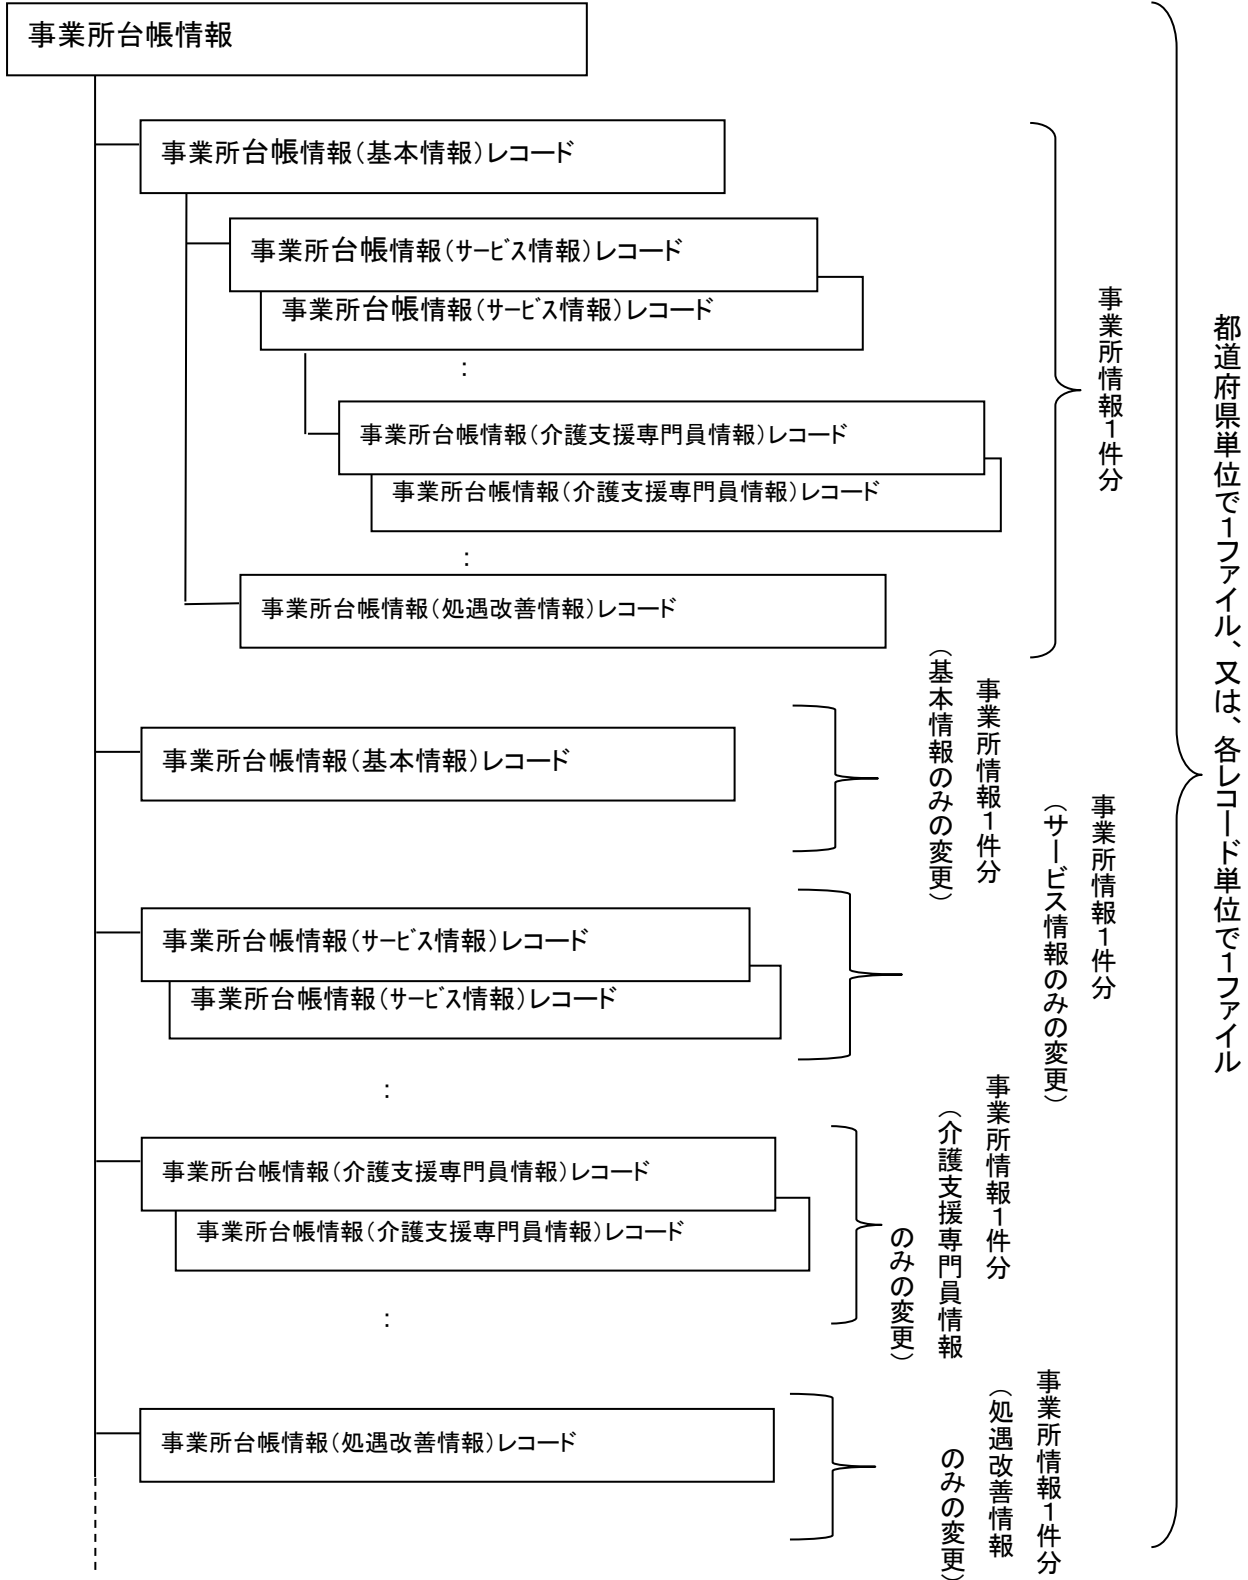 事業所台帳情報
事業所台帳情報(基本情報)レコード
事業所台帳情報(サービス情報)レコード
事業所台帳情報(サービス情報)レコード
:
事業所台帳情報(介護支援専門員情報)レコード
事業所台帳情報(介護支援専門員情報)レコード
:
事業所台帳情報(処遇改善情報)レコード
事業所情報1件分
事業所台帳情報(基本情報)レコード
事業所情報1件分
(基本情報のみの変更)
事業所台帳情報(サービス情報)レコード
事業所台帳情報(サービス情報)レコード
:
事業所情報1件分
(サービス情報のみの変更)
事業所台帳情報(介護支援専門員情報)レコード
事業所台帳情報(介護支援専門員情報)レコード
:
事業所情報1件分
(介護支援専門員情報
のみの変更)
事業所台帳情報(処遇改善情報)レコード
事業所情報1件分
(処遇改善情報
のみの変更)
都道府県単位で1ファイル、又は、各レコード単位で1ファイル